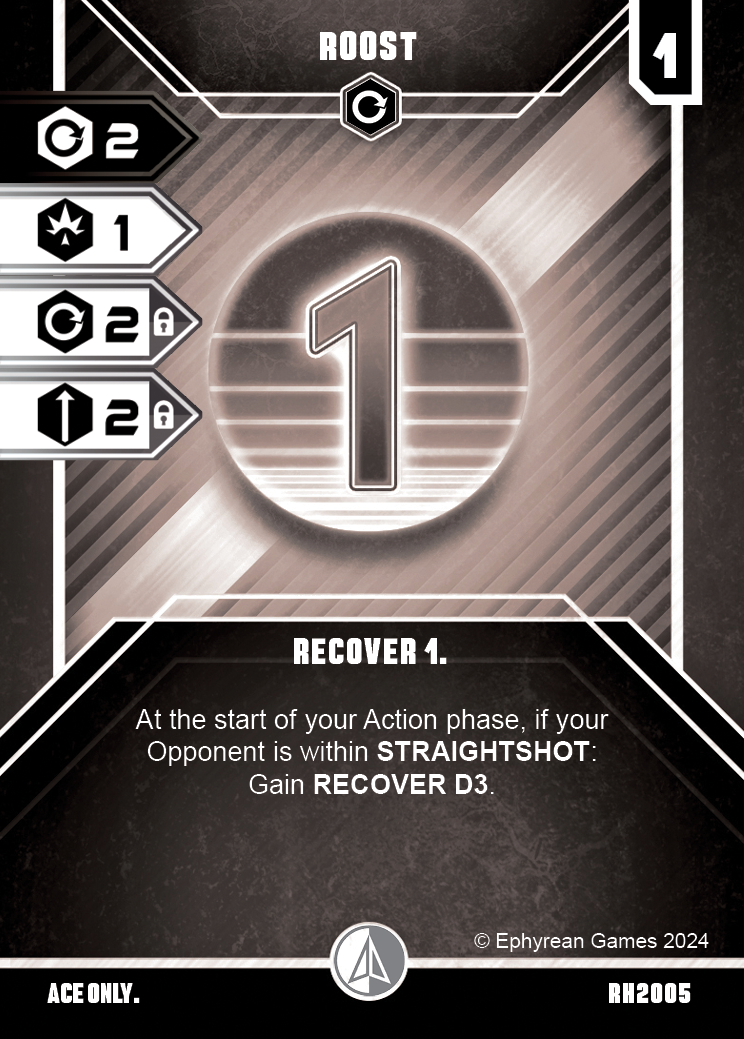 ROOST
1
2
1
2
2
1
RECOVER 1.
At the start of your Action phase, if your
Opponent is within STRAIGHTSHOT:
Gain RECOVER D3.
© Ephyrean Games 2024
ACE ONLY.
RH2005